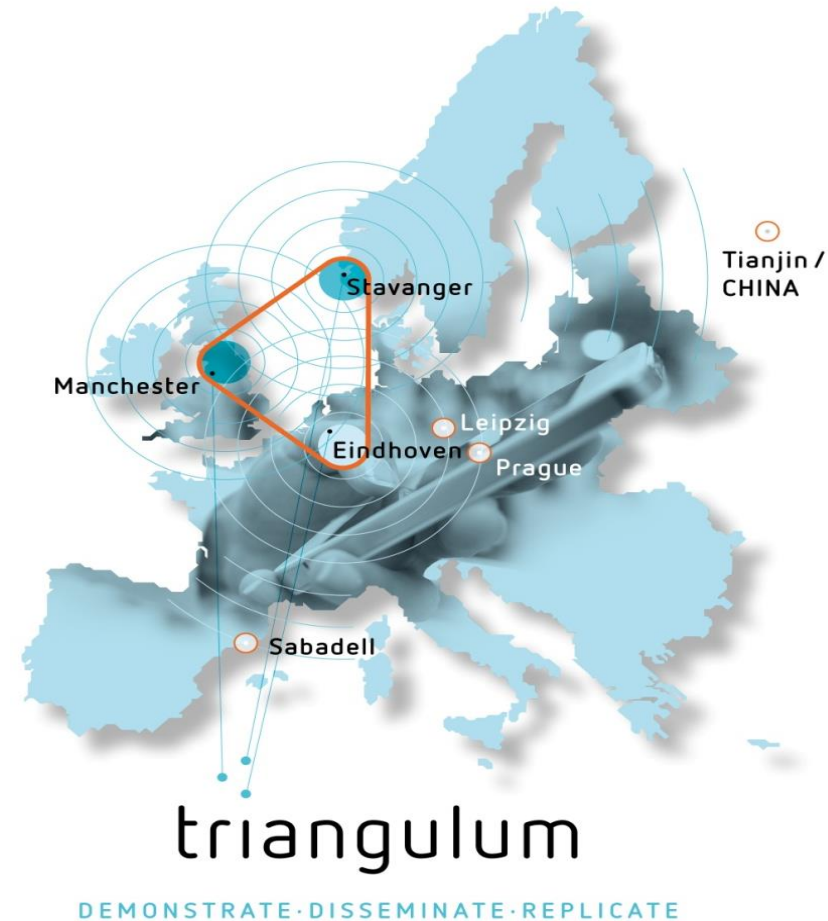 Stavanger
Tianjin /
CHINA
Manchester
Leipzig
Eindhoven
Prague
Sabadell
triangulum
DEMONSTRATE·DISSEMINATE·REPLICATE